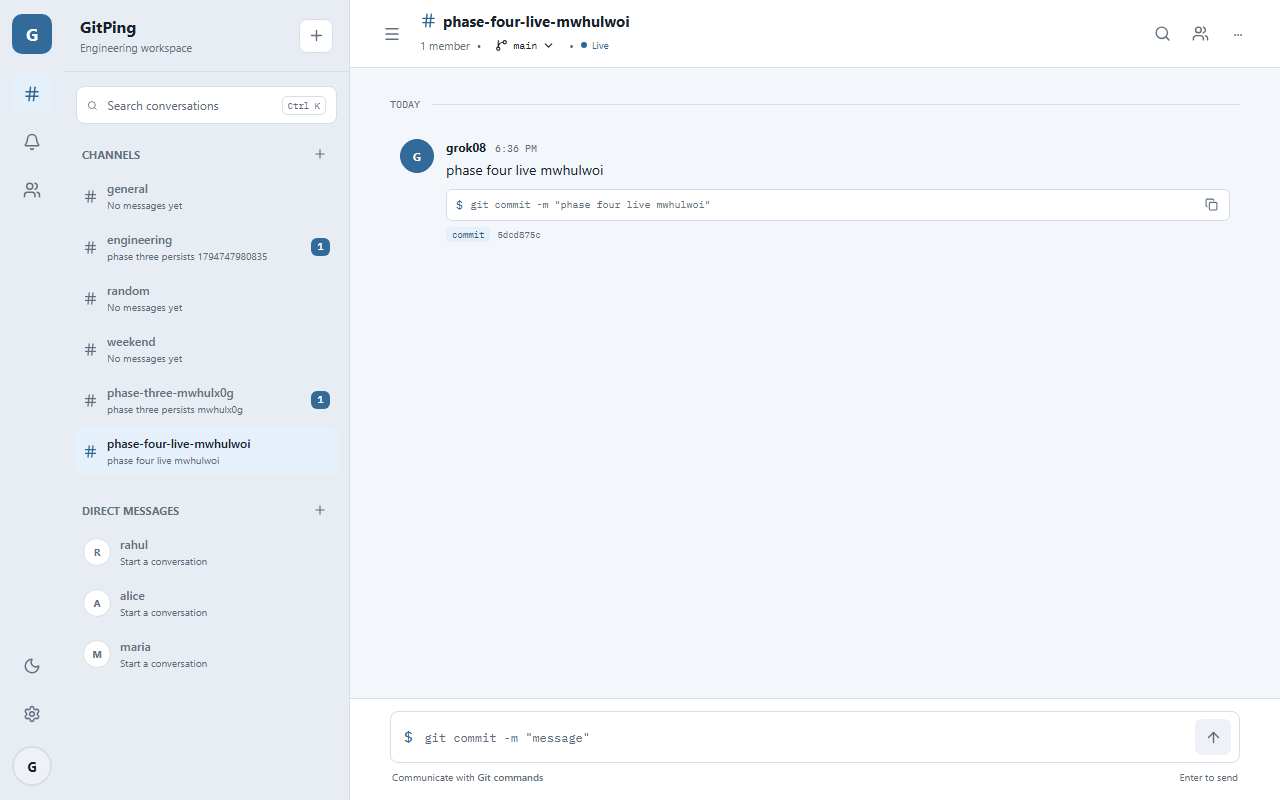 G
GitPing
Engineering workspace
Search conversations
Ctrl K
CHANNELS
general
No messages yet
engineering
phase three persists 1794747980835
1
random
No messages yet
weekend
No messages yet
phase-three-mwhulx0g
phase three persists mwhulx0g
1
phase-four-live-mwhulwoi
phase four live mwhulwoi
DIRECT MESSAGES
R
rahul
Start a conversation
A
alice
Start a conversation
M
maria
Start a conversation
G
# phase-four-live-mwhulwoi
1 member • main • Live
TODAY
G
grok08 6:36 PM
phase four live mwhulwoi
$ git commit -m "phase four live mwhulwoi"
commit 5dcd875c
$ git commit -m "message"
Communicate with Git commands
Enter to send